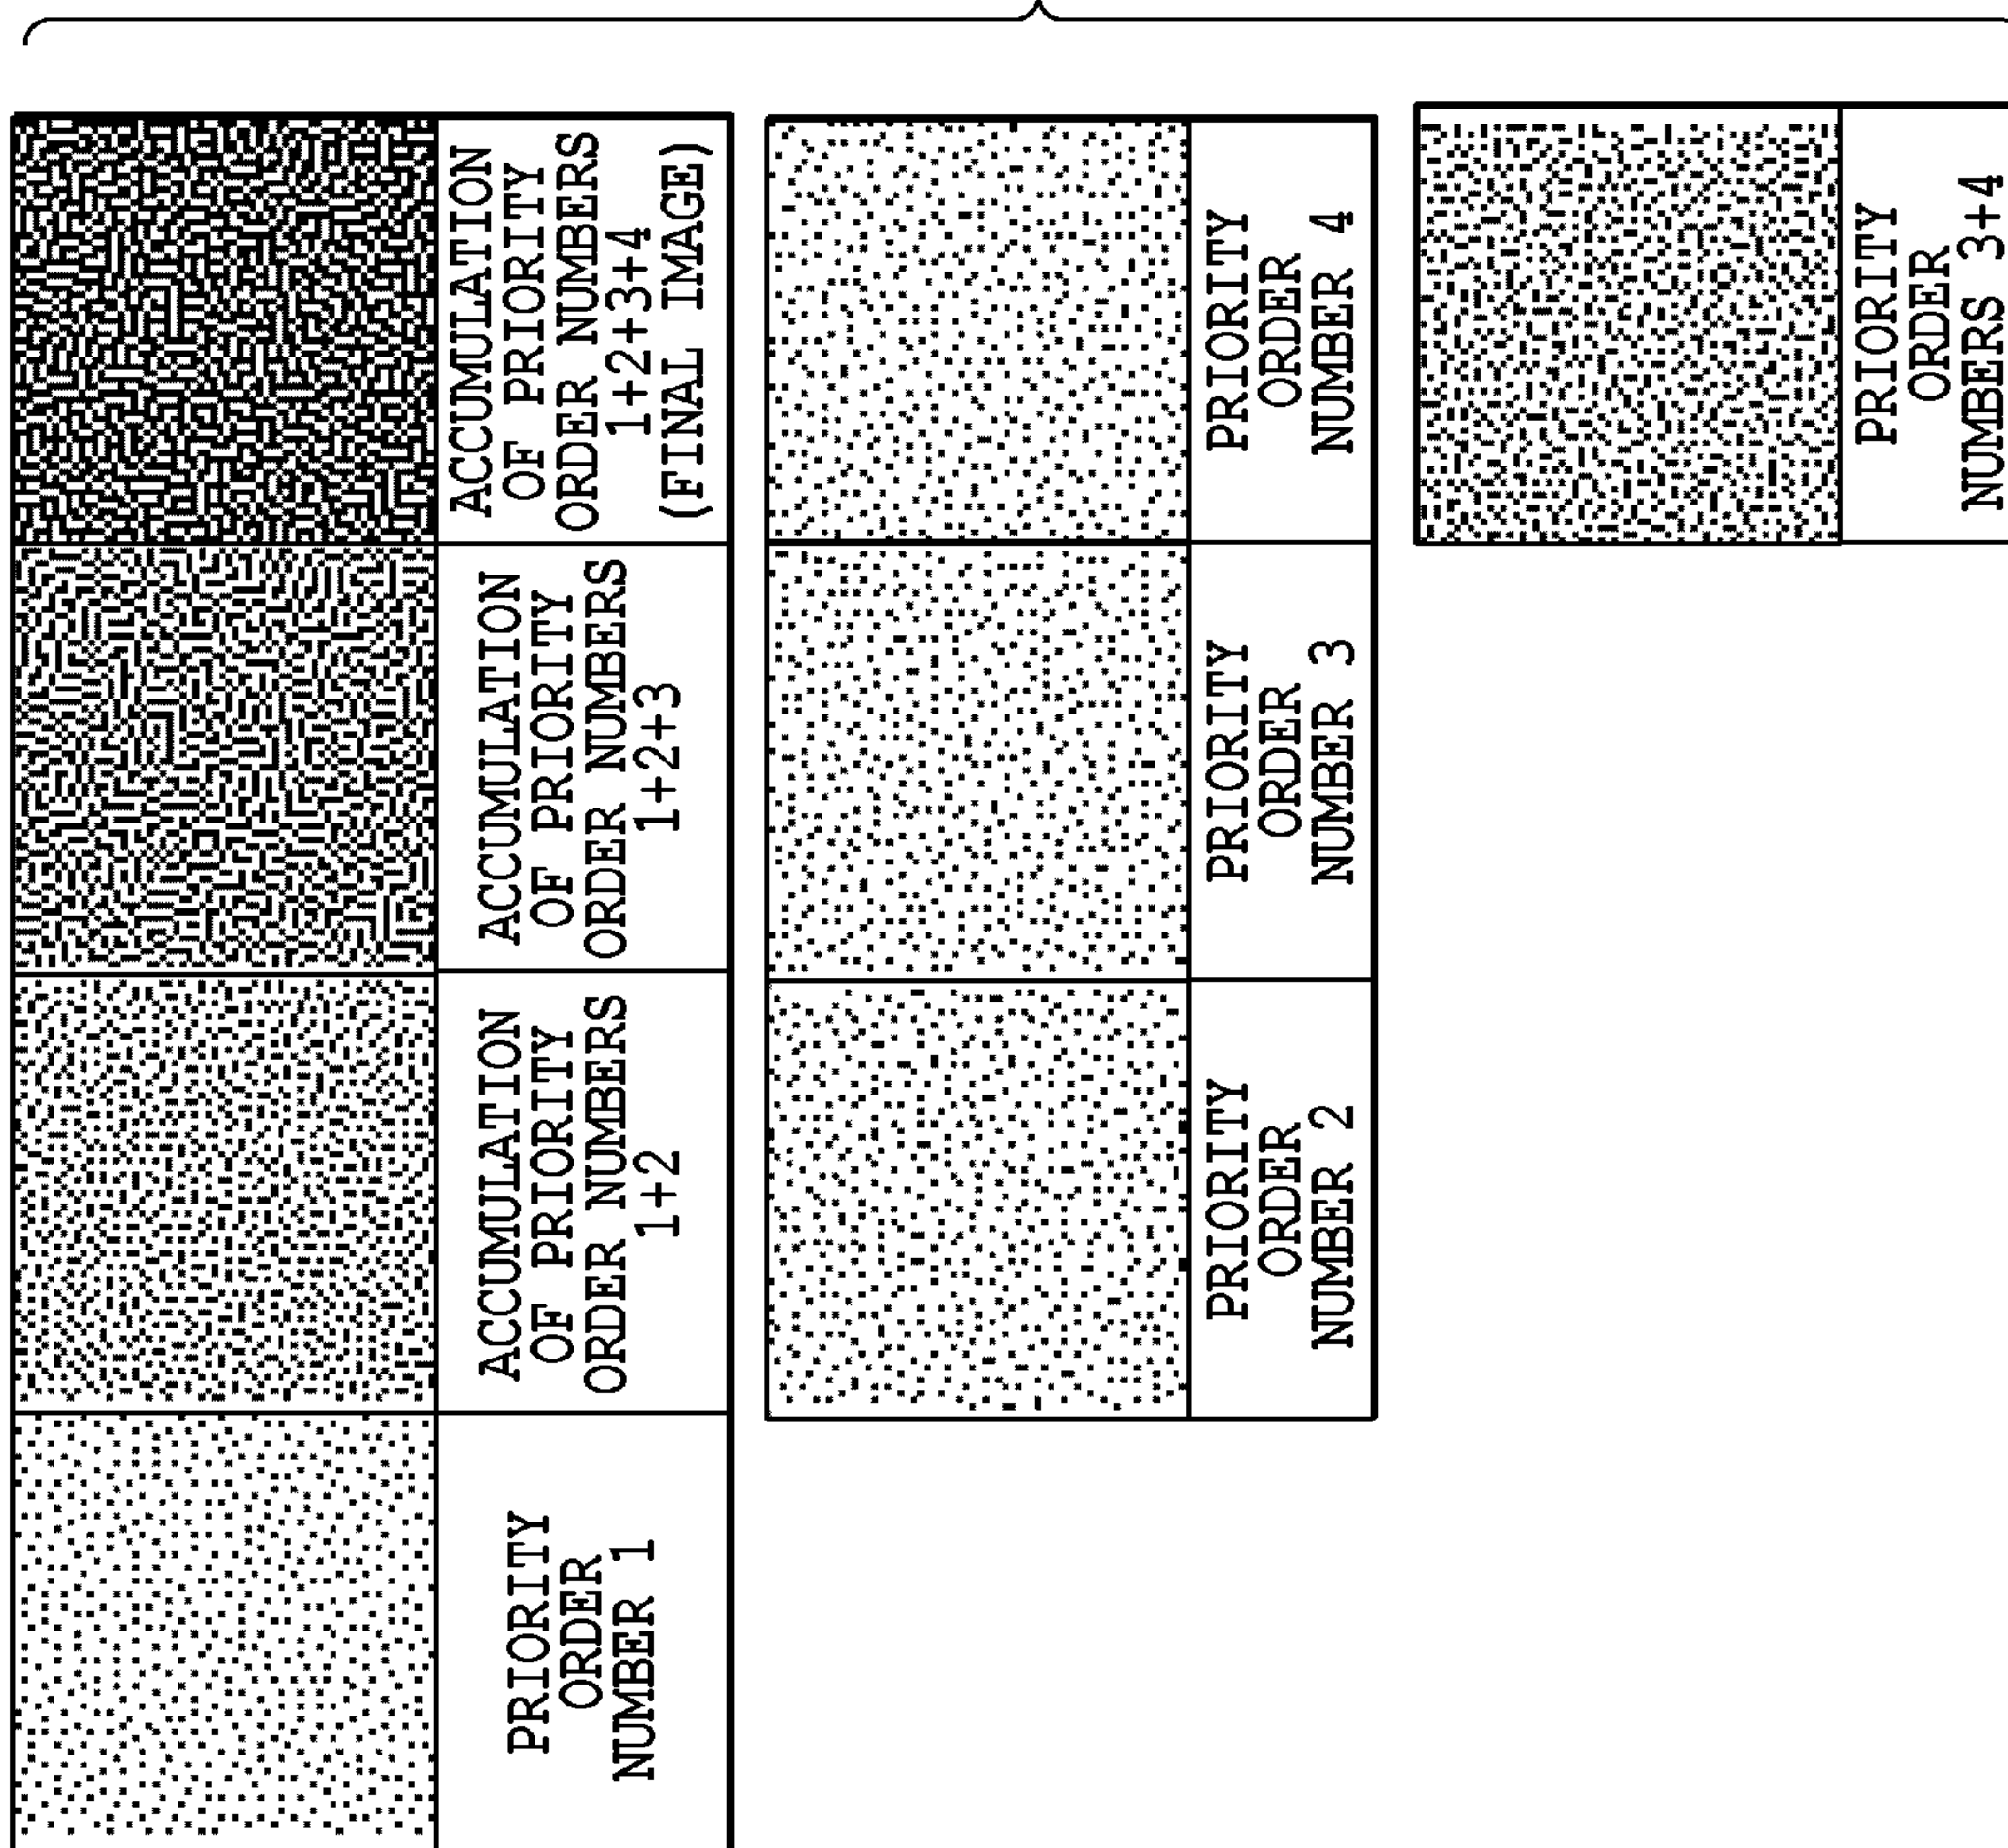 PRIORITY
ORDER
NUMBER 1
ACCUMULATION
OF PRIORITY
ORDER NUMBERS
1+2
ACCUMULATION
OF PRIORITY
ORDER NUMBERS
1+2+3
ACCUMULATION
OF PRIORITY
ORDER NUMBERS
1+2+3+4
(FINAL IMAGE)
PRIORITY
ORDER
NUMBER 2
PRIORITY
ORDER
NUMBER 3
PRIORITY
ORDER
NUMBER 4
PRIORITY
ORDER
NUMBERS 3+4